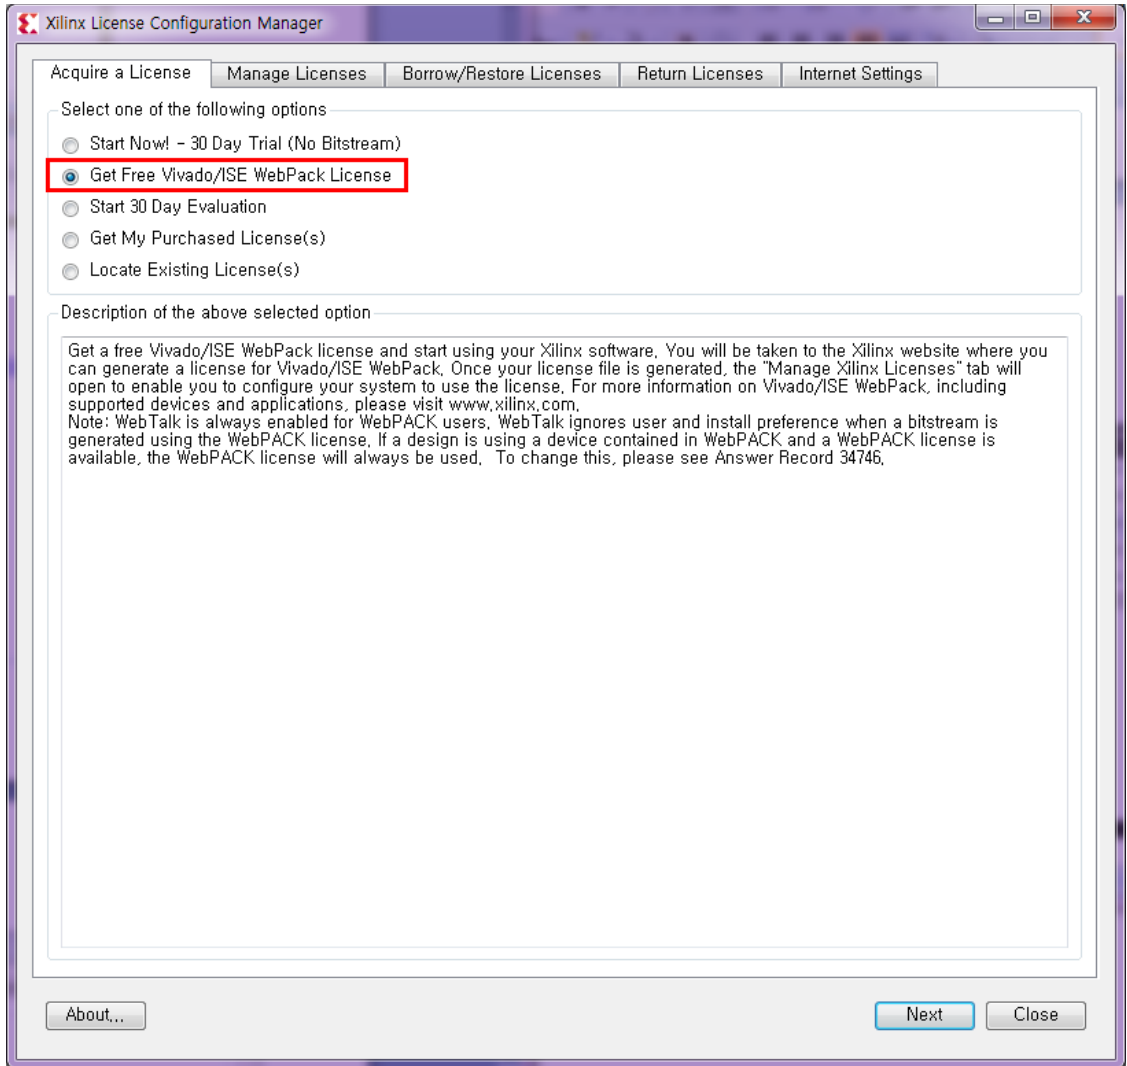 Xilinx License Configuration Manager
Acquire a License
Manage Licenses
Borrow/Restore Licenses
Return Licenses
Internet Settings
Select one of the following options
Start Now! - 30 Day Trial (No Bitstream)
Get Free Vivado/ISE WebPack License
Start 30 Day Evaluation
Get My Purchased License(s)
Locate Existing License(s)
Description of the above selected option
Get a free Vivado/ISE WebPack license and start using your Xilinx software, You will be taken to the Xilinx website where you
can generate a license for Vivado/ISE WebPack, Once your license file is generated, the "Manage Xilinx Licenses" tab will
open to enable you to configure your system to use the license, For more information on Vivado/ISE WebPack, including
supported devices and applications, please visit www.xilinx.com,
Note: WebTalk is always enabled for WebPACK users, WebTalk ignores user and install preference when a bitstream is
generated using the WebPACK license, If a design is using a device contained in WebPACK and a WebPACK license is
available, the WebPACK license will always be used,  To change this, please see Answer Record 34746,
About...
Next
Close